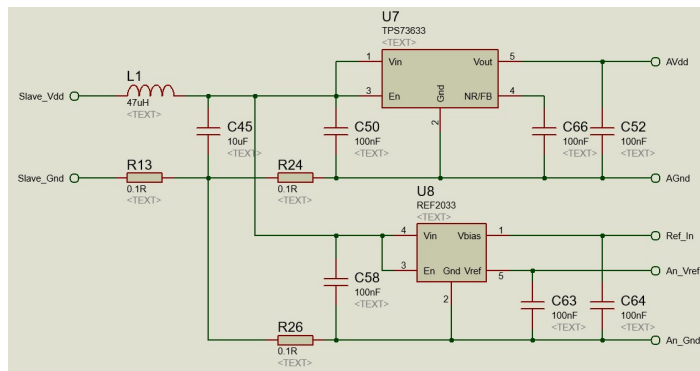 U7
TPS73633
<TEXT>
1
Vin
Vout
5
AVdd
L1
Slave_Vdd
47uH
<TEXT>
3
En
Gnd
NR/FB
4
2
C45
10uF
<TEXT>
C50
100nF
<TEXT>
C66
100nF
<TEXT>
C52
100nF
<TEXT>
R13
Slave_Gnd
0.1R
<TEXT>
R24
0.1R
<TEXT>
AGnd
U8
REF2033
<TEXT>
4
Vin
Vbias
1
Ref_In
3
En
Gnd
Vref
5
An_Vref
2
C58
100nF
<TEXT>
C63
100nF
<TEXT>
C64
100nF
<TEXT>
R26
0.1R
<TEXT>
An_Gnd